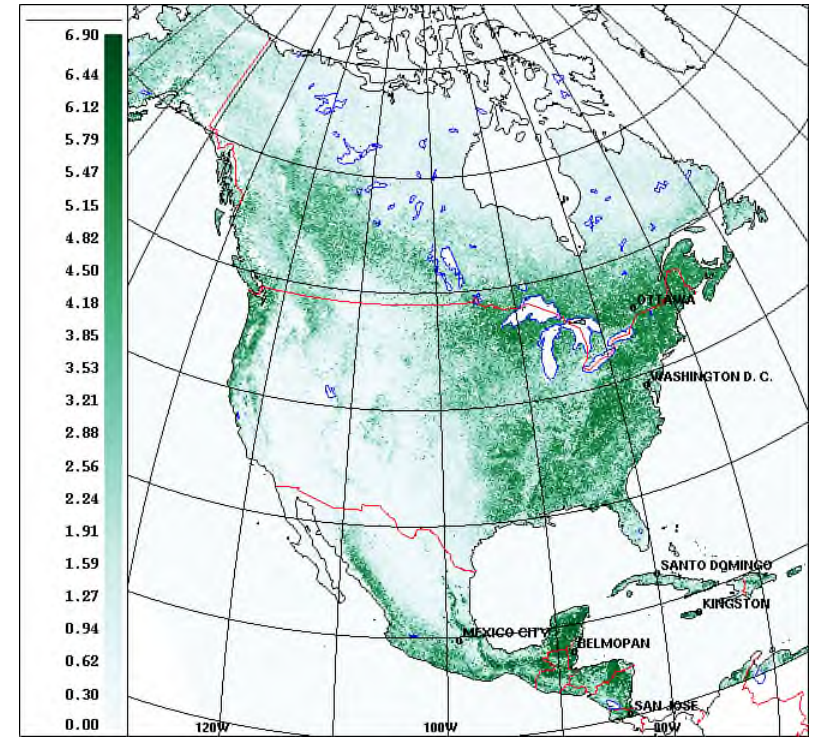 6.90
6.44
6.12
5.79
5.47
5.15
4.82
4.50
4.18
3.85
3.53
3.21
2.88
2.56
2.24
1.91
1.59
1.27
0.94
0.62
0.30
0.00
OTTAWA
WASHINGTON D. C.
SANTO DOMINGO
KINGSTON
MEXICO CITY
BELMOPAN
SAN JOSE
120W
100W
80W